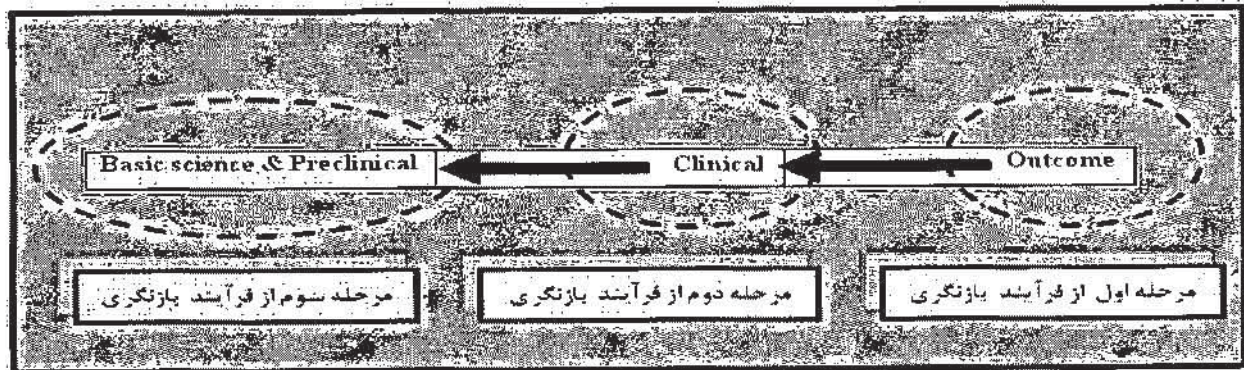 Basic science & Preclinical
Clinical
Outcome
مرحله اول از فرآیند بازنگری
مرحله دوم از فرآیند بازنگری
مرحله سوم از فرآیند بازنگری